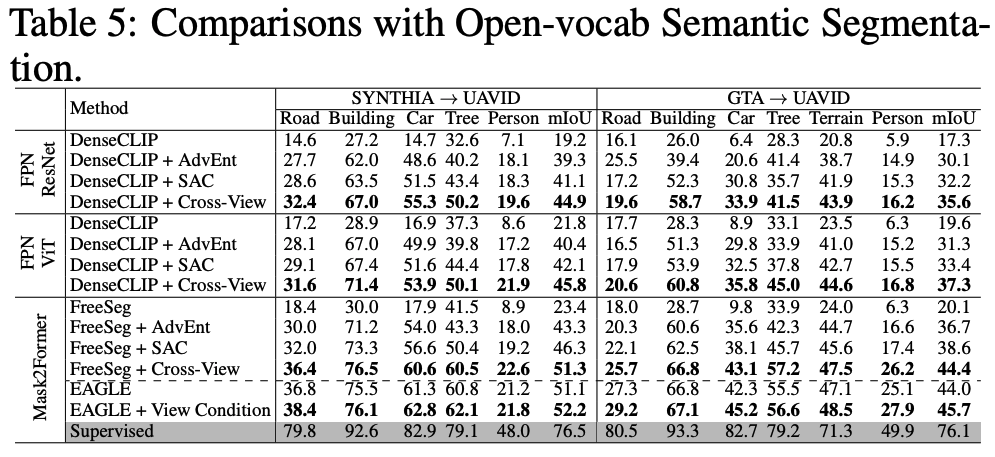 Table 5: Comparisons with Open-vocab Semantic Segmenta-
tion.
Method SYNTHIA → UAVID GTA → UAVID
Road Building Car Tree Person mIoU Road Building Car Tree Terrain Person mIoU
FPN ResNet
DenseCLIP 14.6 27.2 14.7 32.6 7.1 19.2 16.1 26.0 6.4 28.3 20.8 5.9 17.3
DenseCLIP + AdvEnt 27.7 62.0 48.6 40.2 18.1 39.3 25.5 39.4 20.6 41.4 38.7 14.9 30.1
DenseCLIP + SAC 28.6 63.5 51.5 43.4 18.3 41.1 17.2 52.3 30.8 35.7 41.9 15.3 32.2
DenseCLIP + Cross-View 32.4 67.0 55.3 50.2 19.6 44.9 19.6 58.7 33.9 41.5 43.9 16.2 35.6
FPN ViT
DenseCLIP 17.2 28.9 16.9 37.3 8.6 21.8 17.7 28.3 8.9 33.1 23.5 6.3 19.6
DenseCLIP + AdvEnt 28.1 67.0 49.9 39.8 17.2 40.4 16.5 51.3 29.8 33.9 41.0 15.2 31.3
DenseCLIP + SAC 29.1 67.4 51.6 44.4 17.8 42.1 17.9 53.9 32.5 37.8 42.7 15.5 33.4
DenseCLIP + Cross-View 31.6 71.4 53.9 50.1 21.9 45.8 20.6 60.8 35.8 45.0 44.6 16.8 37.3
Mask2Former
FreeSeg 18.4 30.0 17.9 41.5 8.9 23.4 18.0 28.7 9.8 33.9 24.0 6.3 20.1
FreeSeg + AdvEnt 30.0 71.2 54.0 43.3 18.0 43.3 20.3 60.6 35.6 42.3 44.7 16.6 36.7
FreeSeg + SAC 32.0 73.3 56.6 50.4 19.2 46.3 22.1 62.5 38.1 45.7 45.6 17.4 38.6
FreeSeg + Cross-View 36.4 76.5 60.6 60.5 22.6 51.3 25.7 66.8 43.1 57.2 47.5 26.2 44.4
EAGLE 36.8 75.5 61.3 60.8 21.2 51.1 27.3 66.8 42.3 55.5 47.1 25.1 44.0
EAGLE + View Condition 38.4 76.1 62.8 62.1 21.8 52.2 29.2 67.1 45.2 56.6 48.5 27.9 45.7
Supervised 79.8 92.6 82.9 79.1 48.0 76.5 80.5 93.3 82.7 79.2 71.3 49.9 76.1